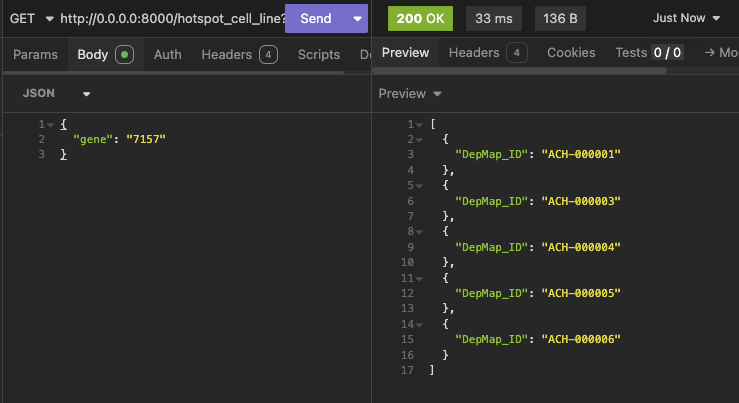 GET http://0.0.0.0:8000/hotspot_cell_line? Send 200 OK 33 ms 136 B Just Now
Params Body Auth Headers 4 Scripts Preview Headers 4 Cookies Tests 0 / 0
JSON Preview
1 {
2 "gene": "7157"
3 }
1 [
2 {
3 "DepMap_ID": "ACH-000001"
4 },
5 {
6 "DepMap_ID": "ACH-000003"
7 },
8 {
9 "DepMap_ID": "ACH-000004"
10 },
11 {
12 "DepMap_ID": "ACH-000005"
13 },
14 {
15 "DepMap_ID": "ACH-000006"
16 }
17 ]